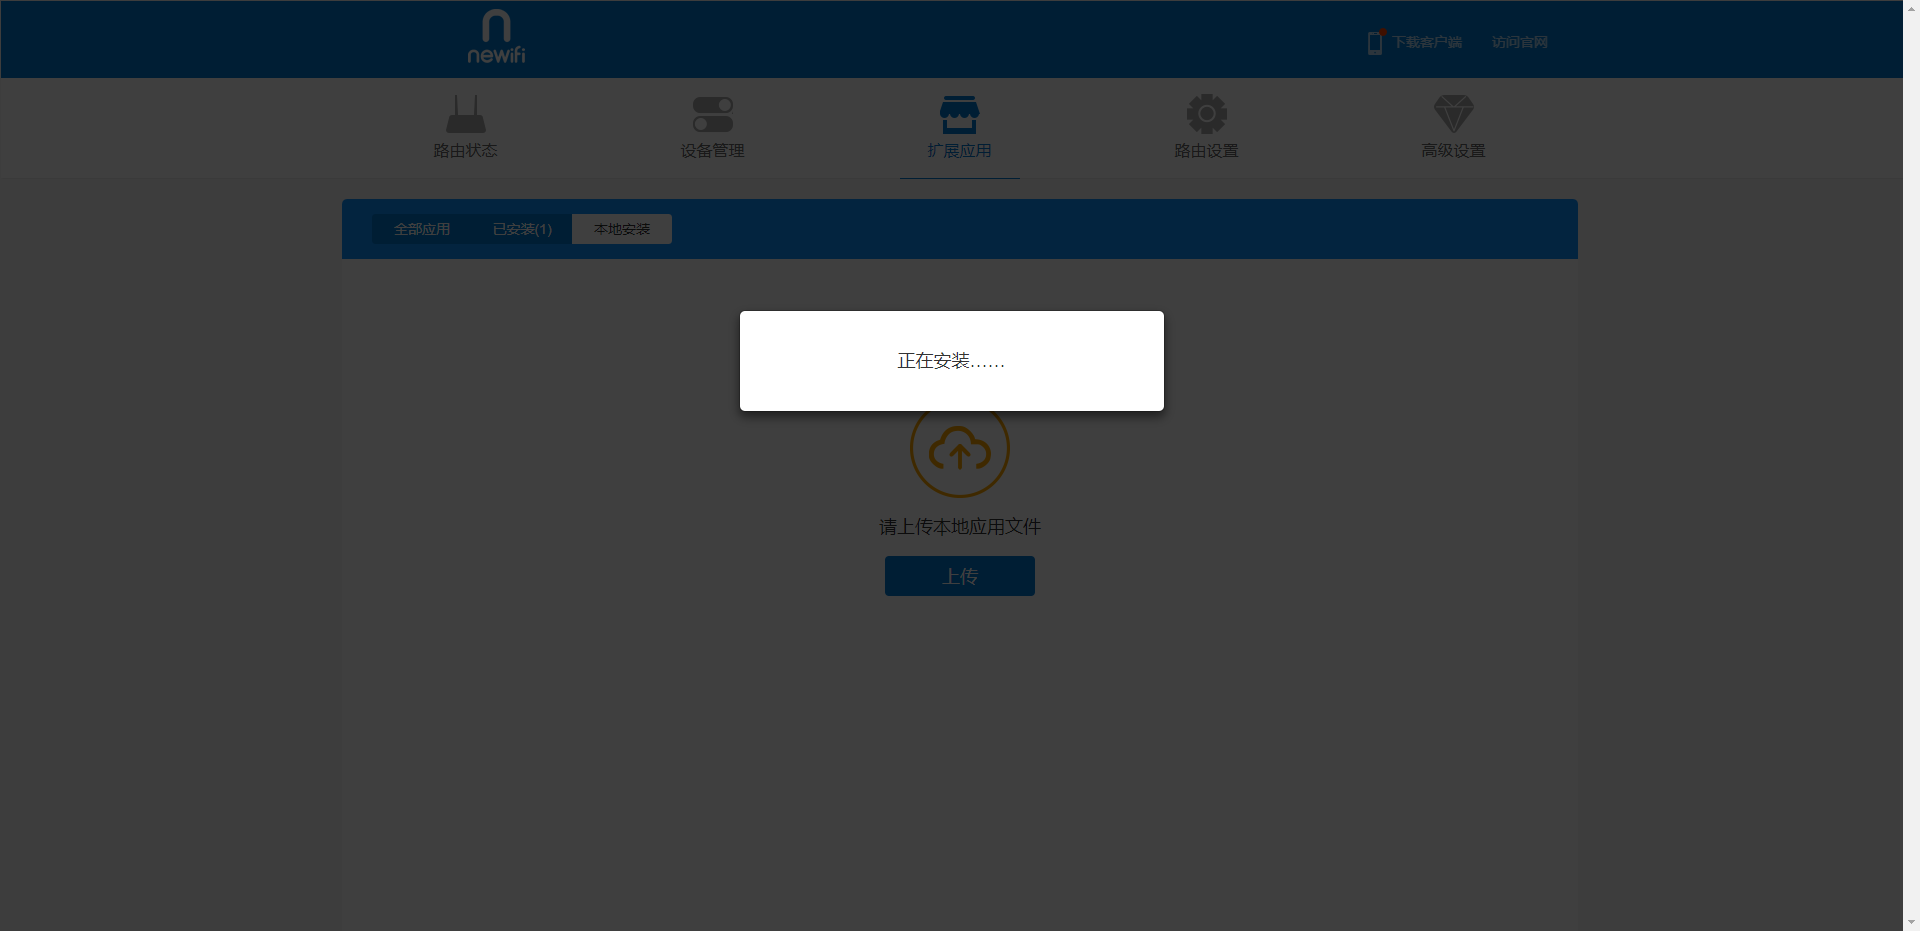 newifi
下载客户端
访问官网
路由状态
设备管理
扩展应用
路由设置
高级设置
全部应用
已安装(1)
本地安装
正在安装……
请上传本地应用文件
上传